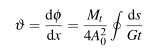 ϑ = dϕ/dx = M_t/4A_0^2 ∮ ds/Gt